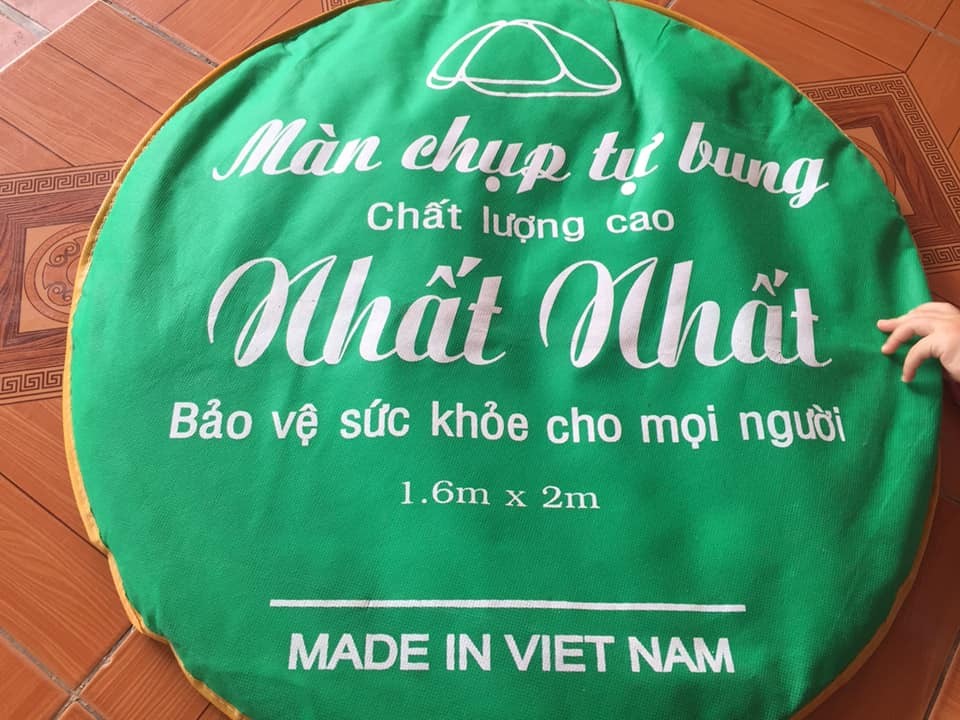 Màn chụp tự bung
Chất lượng cao
Nhất Nhất
Bảo vệ sức khỏe cho mọi người
1.6m x 2m
MADE IN VIET NAM